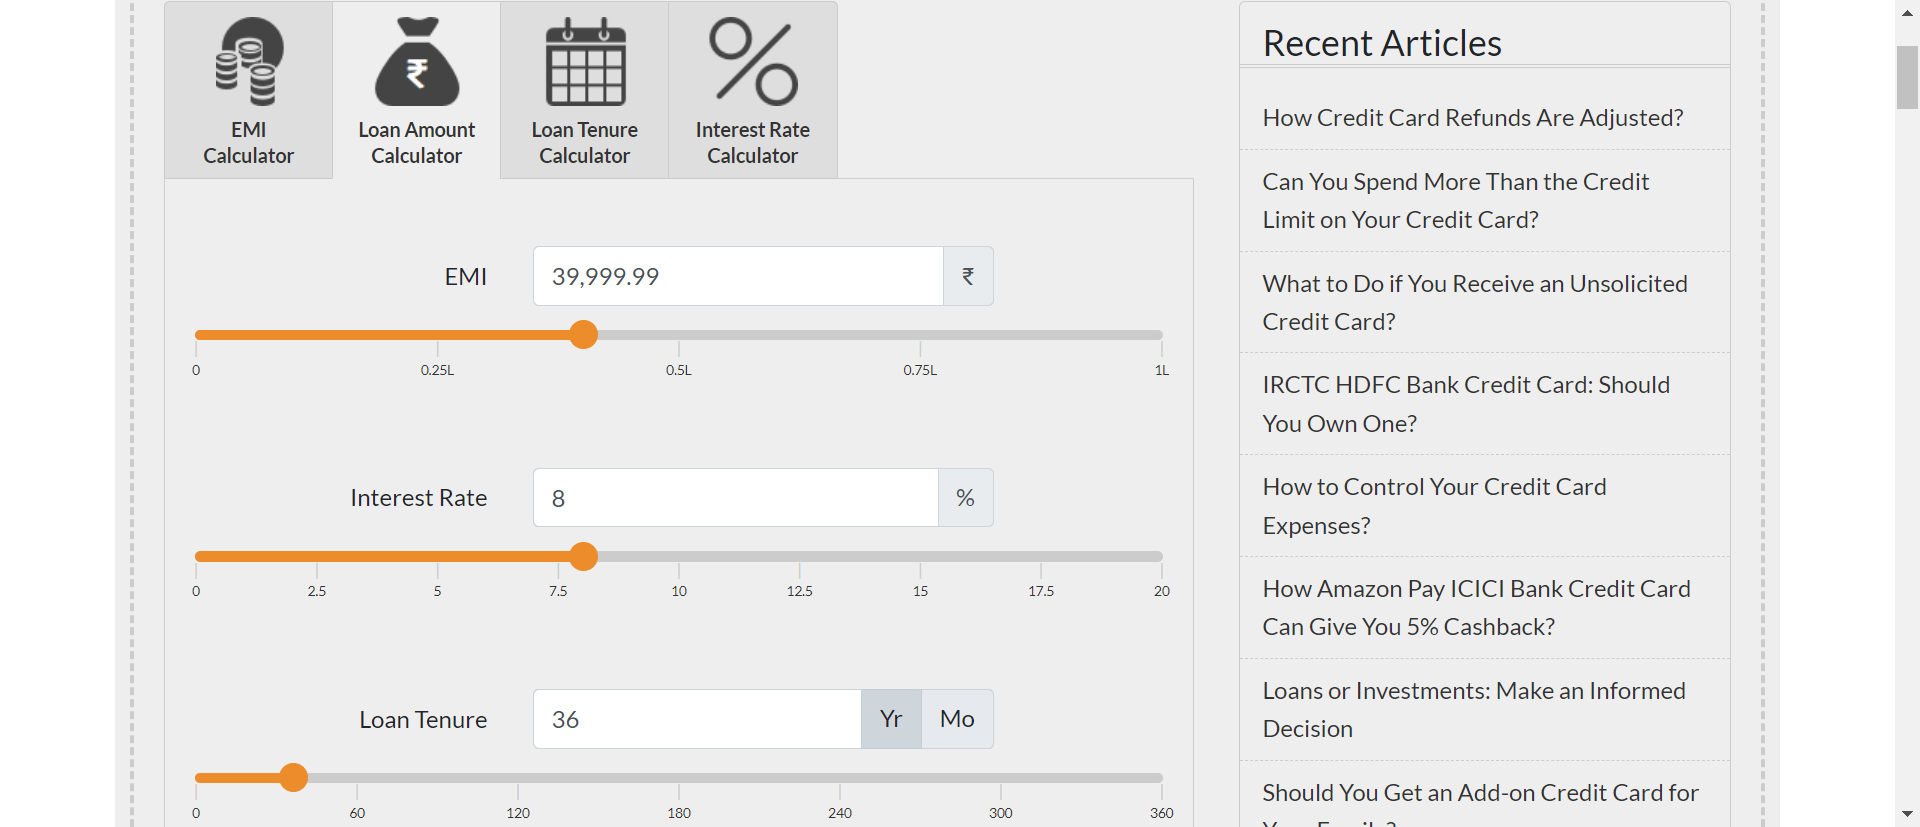 EMI
Calculator
Loan Amount
Calculator
Loan Tenure
Calculator
Interest Rate
Calculator
EMI
39,999.99
₹
0
0.25L
0.5L
0.75L
1L
Interest Rate
8
%
0
2.5
5
7.5
10
12.5
15
17.5
20
Loan Tenure
36
Yr
Mo
0
60
120
180
240
300
360
Recent Articles
How Credit Card Refunds Are Adjusted?
Can You Spend More Than the Credit
Limit on Your Credit Card?
What to Do if You Receive an Unsolicited
Credit Card?
IRCTC HDFC Bank Credit Card: Should
You Own One?
How to Control Your Credit Card
Expenses?
How Amazon Pay ICICI Bank Credit Card
Can Give You 5% Cashback?
Loans or Investments: Make an Informed
Decision
Should You Get an Add-on Credit Card for